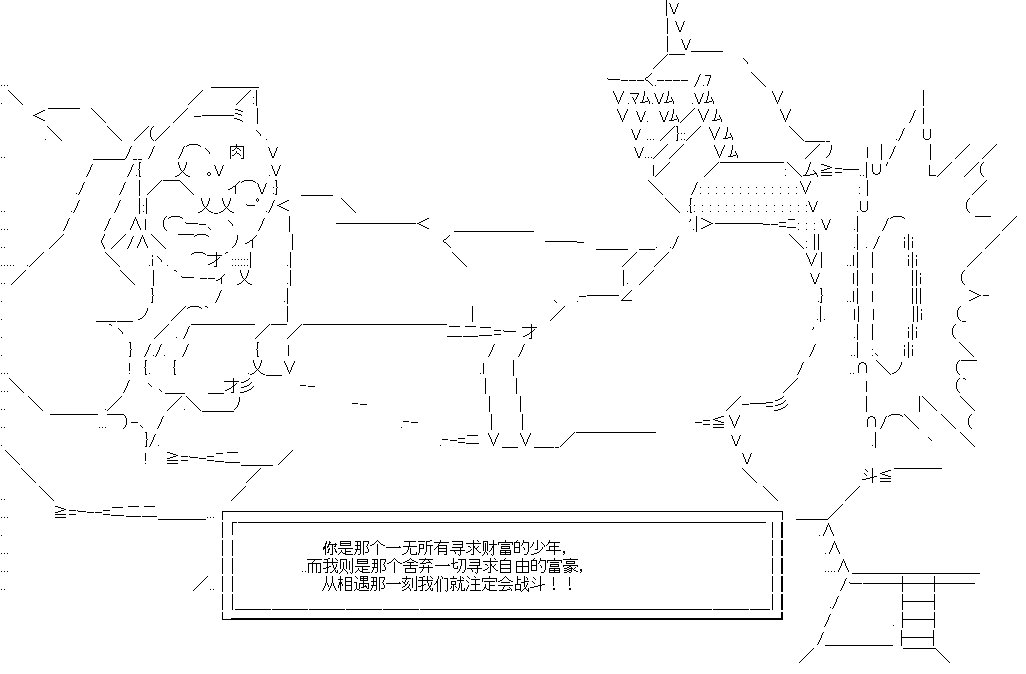 肉
你是那个一无所有寻求财富的少年，
..而我则是那个舍弃一切寻求自由的富豪，
从相遇那一刻我们就注定会战斗！！